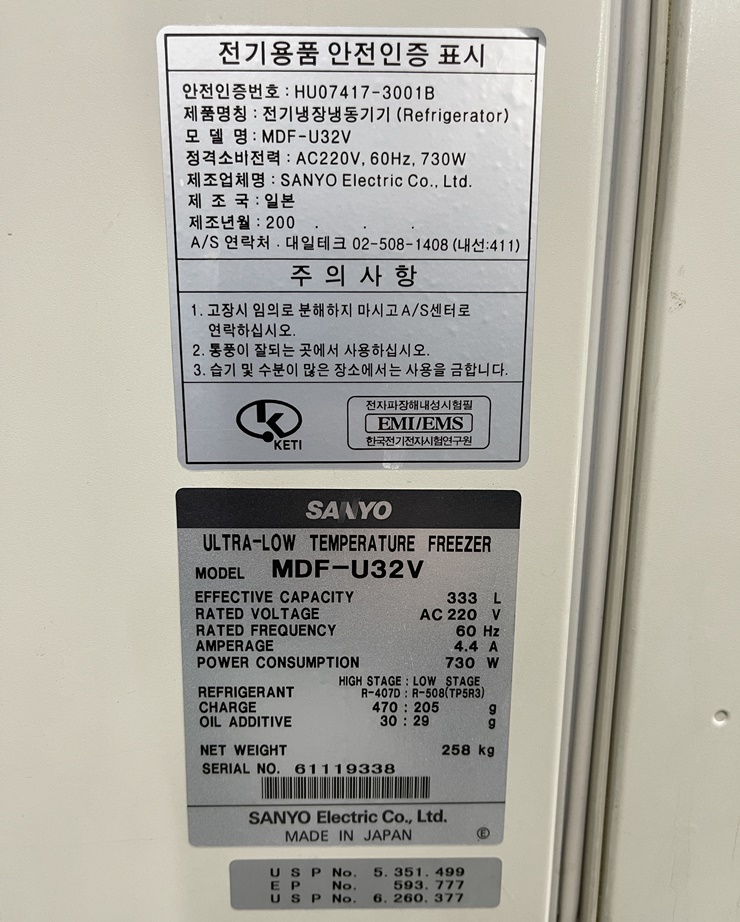 전기용품 안전인증 표시
안전인증번호 : HU07417-3001B
제품명칭 : 전기냉장냉동기기 (Refrigerator)
모 델 명 : MDF-U32V
정격소비전력 : AC220V, 60Hz, 730W
제조업체명 : SANYO Electric Co., Ltd.
제 조 국 : 일본
제조년월 : 200 . . .
A/S 연락처 . 대일테크 02-508-1408 (내선:411)
주 의 사 항
1. 고장시 임의로 분해하지 마시고 A/S센터로
연락하십시오.
2. 통풍이 잘되는 곳에서 사용하십시오.
3. 습기 및 수분이 많은 장소에서는 사용을 금합니다.
KETI
전자파장해내성시험필
EMI/EMS
한국전기전자시험연구원
SANYO
ULTRA-LOW TEMPERATURE FREEZER
MODEL MDF-U32V
EFFECTIVE CAPACITY 333 L
RATED VOLTAGE AC 220 V
RATED FREQUENCY 60 Hz
AMPERAGE 4.4 A
POWER CONSUMPTION 730 W
HIGH STAGE : LOW STAGE
REFRIGERANT R-407D : R-508(TP5R3)
CHARGE 470 : 205 g
OIL ADDITIVE 30 : 29 g
NET WEIGHT 258 kg
SERIAL NO. 61119338
SANYO Electric Co., Ltd.
MADE IN JAPAN Ⓔ
U S P No. 5. 351. 499
E P No. 593. 777
U S P No. 6. 260. 377